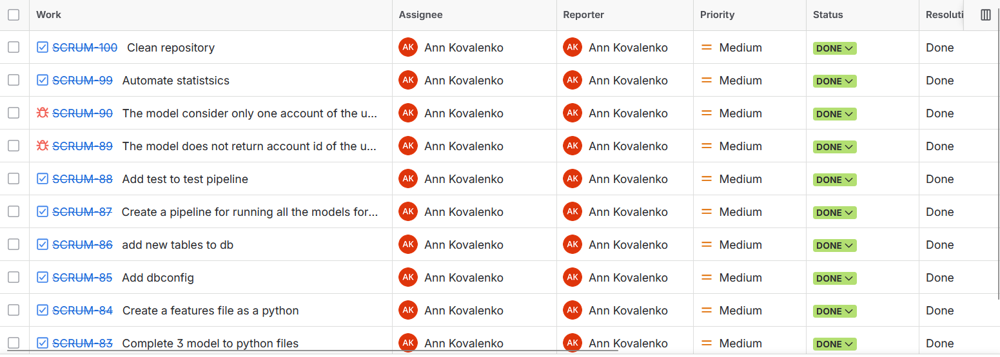 Work Assignee Reporter Priority Status Resoluti
SCRUM-100 Clean repository AK Ann Kovalenko AK Ann Kovalenko Medium DONE Done
SCRUM-99 Automate statistsics AK Ann Kovalenko AK Ann Kovalenko Medium DONE Done
SCRUM-90 The model consider only one account of the u... AK Ann Kovalenko AK Ann Kovalenko Medium DONE Done
SCRUM-89 The model does not return account id of the u... AK Ann Kovalenko AK Ann Kovalenko Medium DONE Done
SCRUM-88 Add test to test pipeline AK Ann Kovalenko AK Ann Kovalenko Medium DONE Done
SCRUM-87 Create a pipeline for running all the models for... AK Ann Kovalenko AK Ann Kovalenko Medium DONE Done
SCRUM-86 add new tables to db AK Ann Kovalenko AK Ann Kovalenko Medium DONE Done
SCRUM-85 Add dbconfig AK Ann Kovalenko AK Ann Kovalenko Medium DONE Done
SCRUM-84 Create a features file as a python AK Ann Kovalenko AK Ann Kovalenko Medium DONE Done
SCRUM-83 Complete 3 model to python files AK Ann Kovalenko AK Ann Kovalenko Medium DONE Done